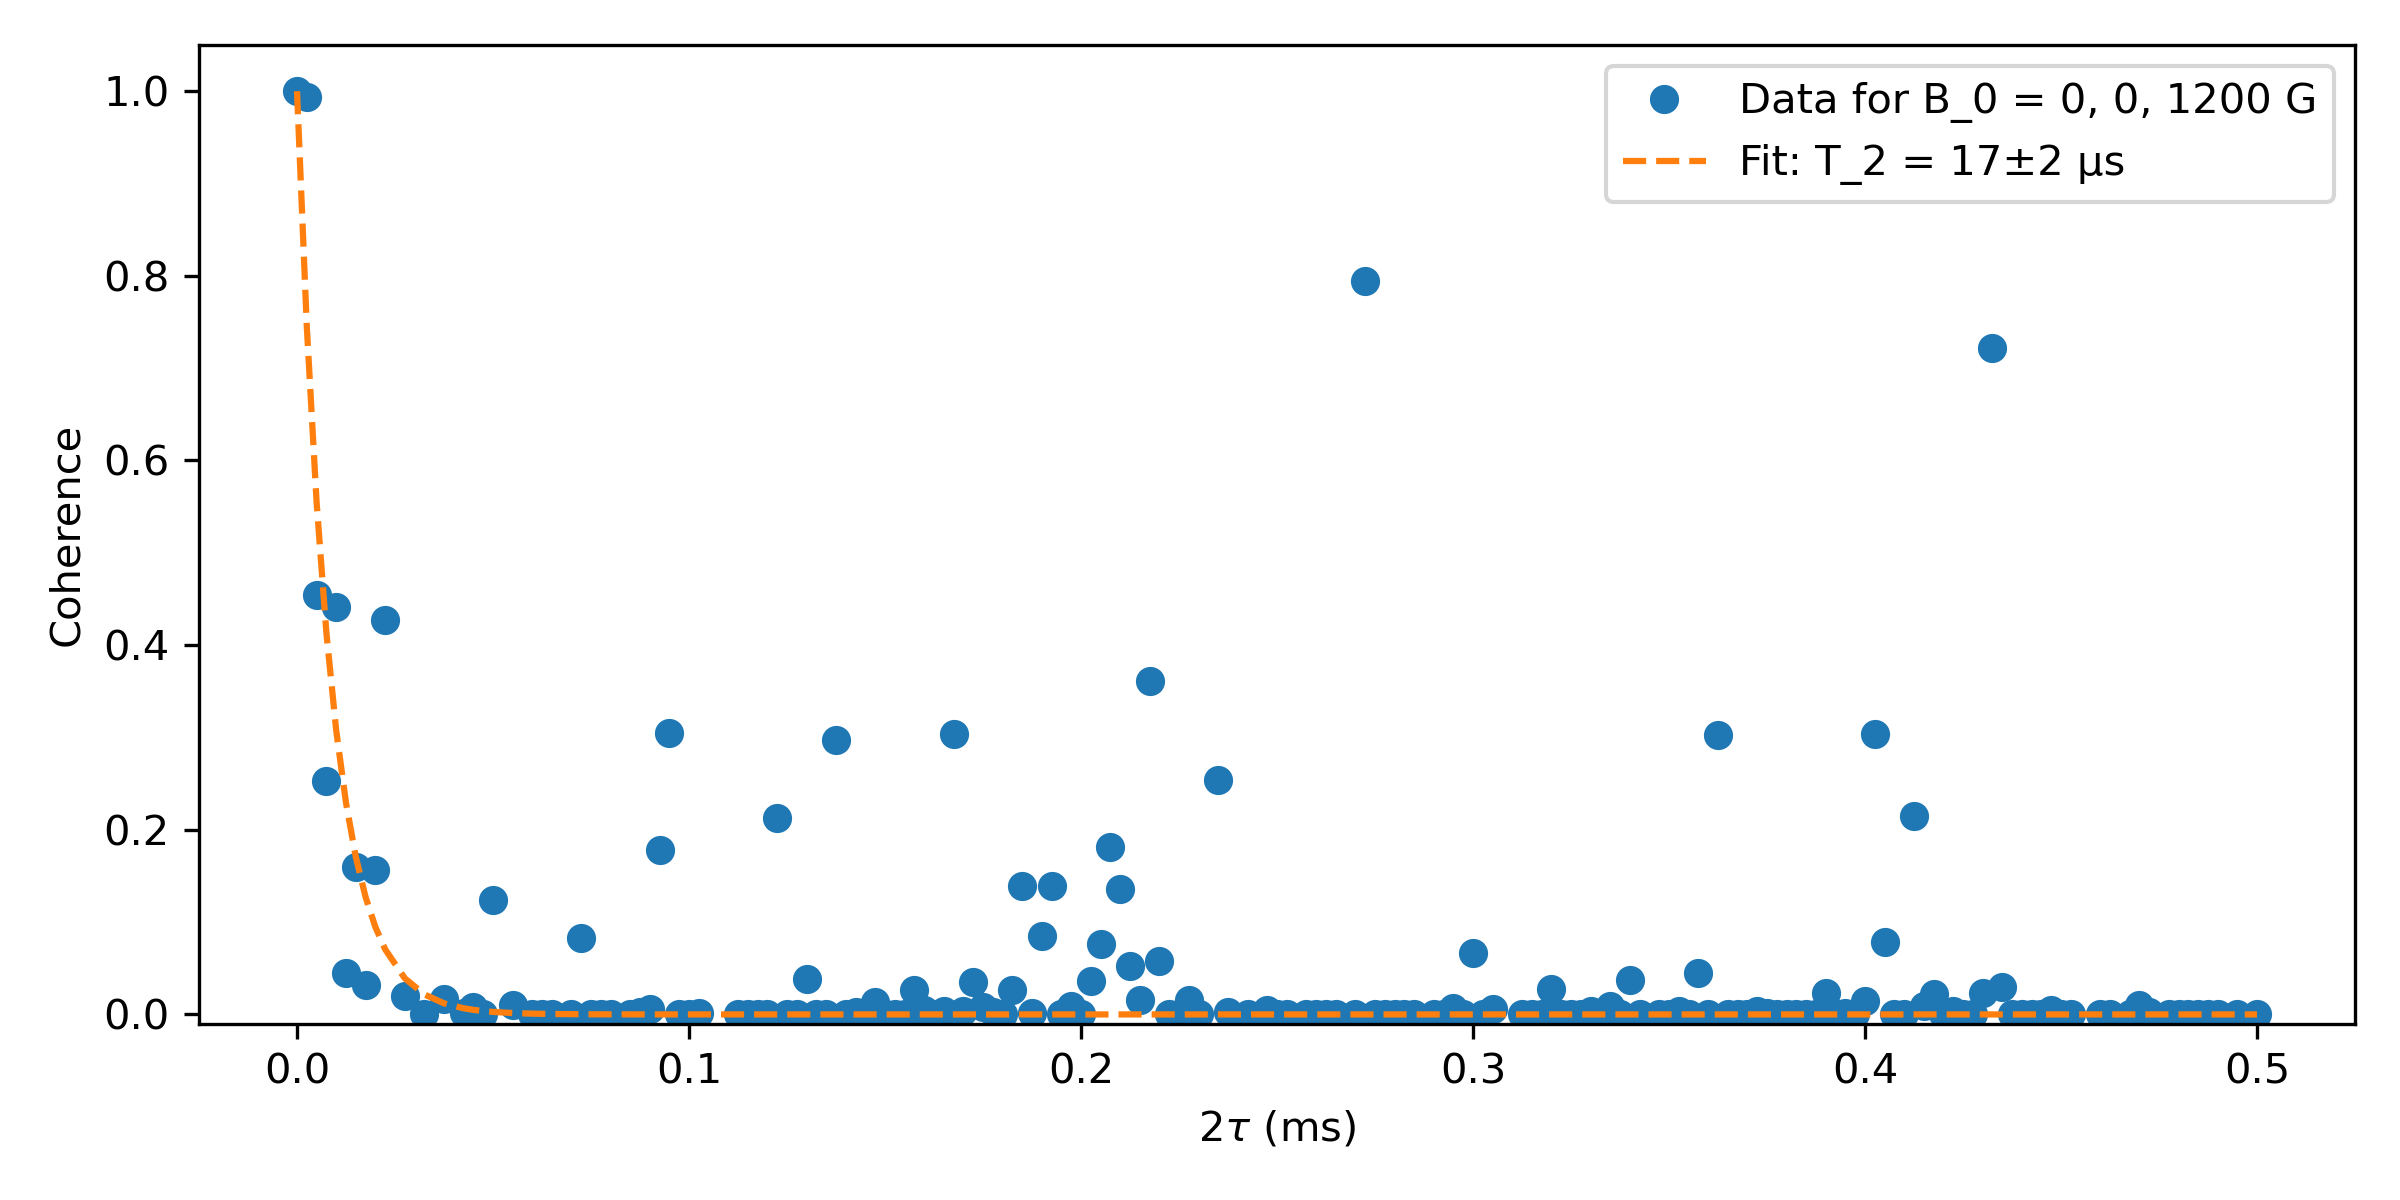 Data for B_0 = 0, 0, 1200 G
Fit: T_2 = 17±2 μs
1.0
0.8
0.6
0.4
0.2
0.0
Coherence
0.0 0.1 0.2 0.3 0.4 0.5
2τ (ms)